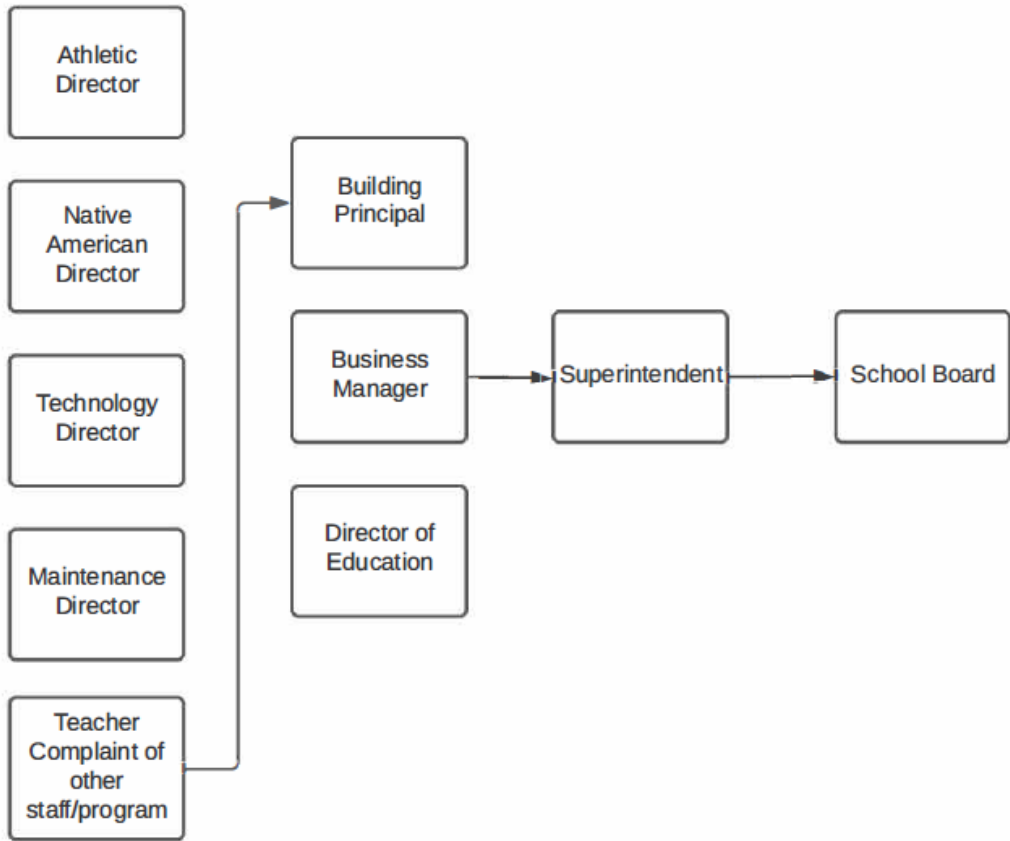 Athletic
Director
Native
American
Director
Technology
Director
Maintenance
Director
Teacher
Complaint of
other
staff/program
Building
Principal
Business
Manager
Director of
Education
Superintendent
School Board